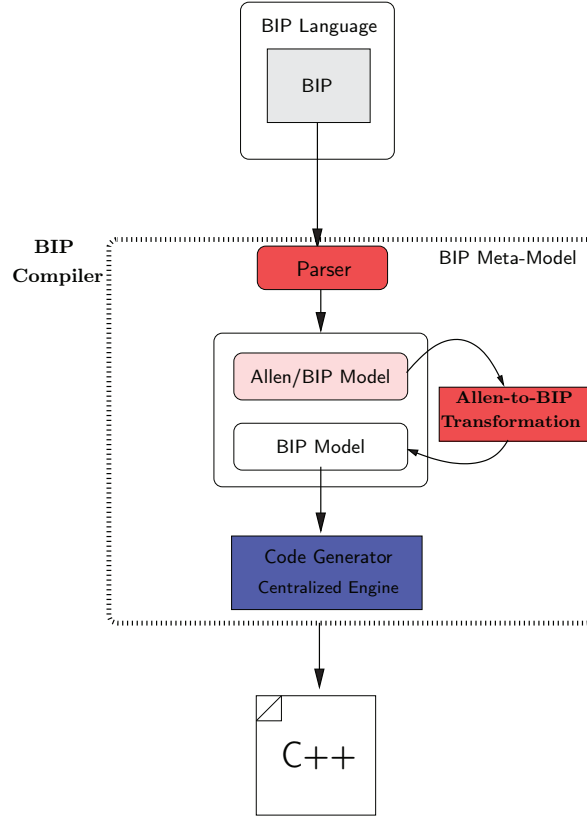 BIP Language
BIP
BIP
Compiler
BIP Meta-Model
Parser
Allen/BIP Model
Allen-to-BIP
Transformation
BIP Model
Code Generator
Centralized Engine
C++